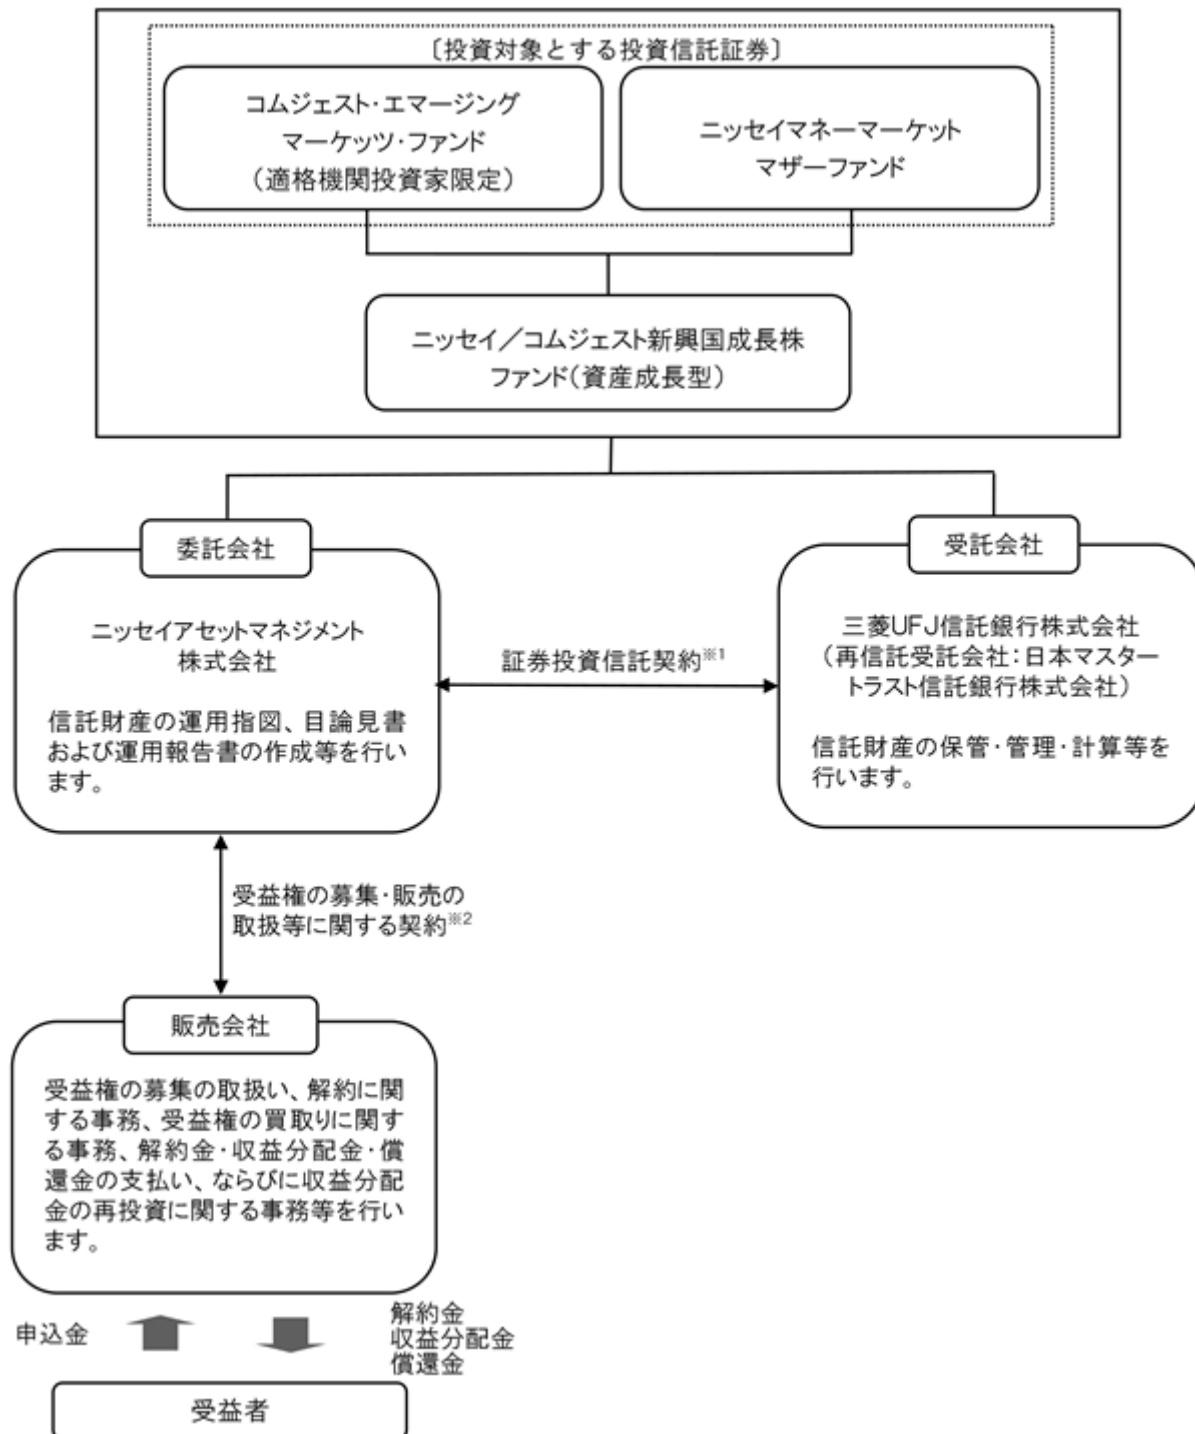 〔投資対象とする投資信託証券〕
コムジェスト・エマージング
マーケッツ・ファンド
（適格機関投資家限定）
ニッセイマネーマーケット
マザーファンド
ニッセイ／コムジェスト新興国成長株
ファンド（資産成長型）
委託会社
ニッセイアセットマネジメント
株式会社
信託財産の運用指図、目論見書
および運用報告書の作成等を行い
ます。
証券投資信託契約※1
受託会社
三菱UFJ信託銀行株式会社
（再信託受託会社：日本マスター
トラスト信託銀行株式会社）
信託財産の保管・管理・計算等を
行います。
受益権の募集・販売の
取扱等に関する契約※2
販売会社
受益権の募集の取扱い、解約に関
する事務、受益権の買取りに関す
る事務、解約金・収益分配金・償
還金の支払い、ならびに収益分配
金の再投資に関する事務等を行い
ます。
申込金
解約金
収益分配金
償還金
受益者